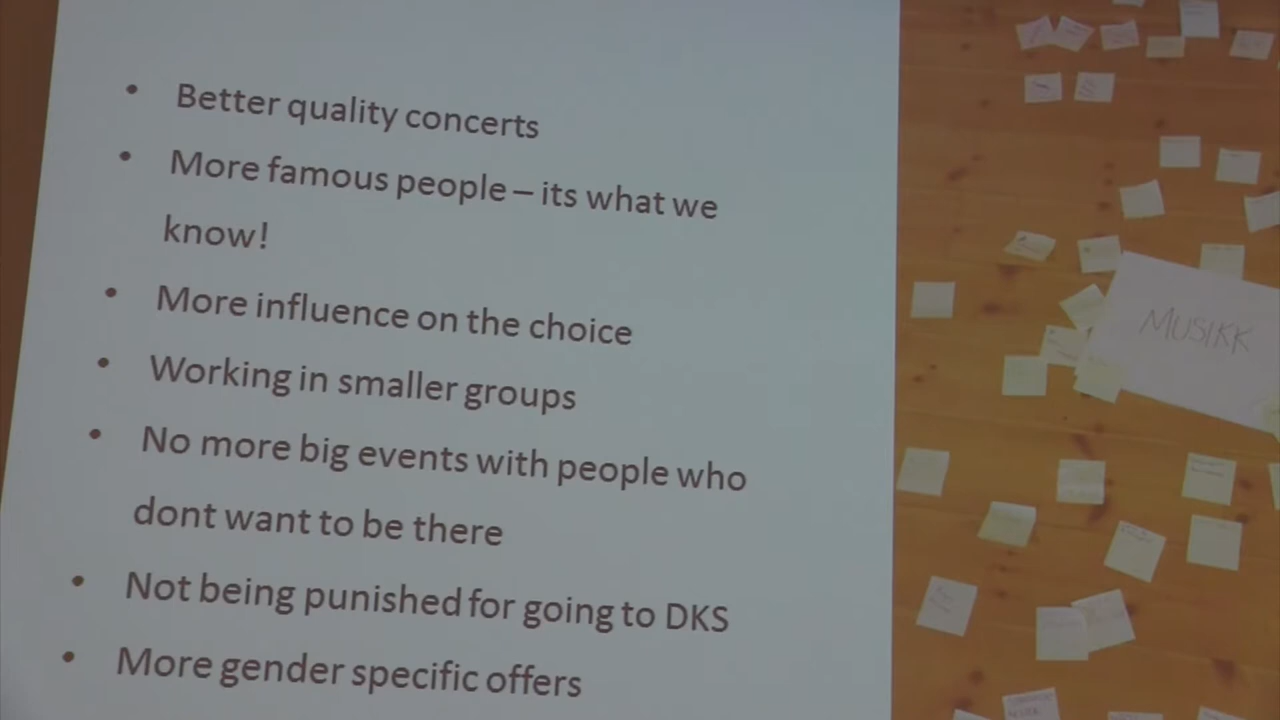 • Better quality concerts
• More famous people – its what we
know!
• More influence on the choice
• Working in smaller groups
• No more big events with people who
dont want to be there
• Not being punished for going to DKS
• More gender specific offers
MUSIKK